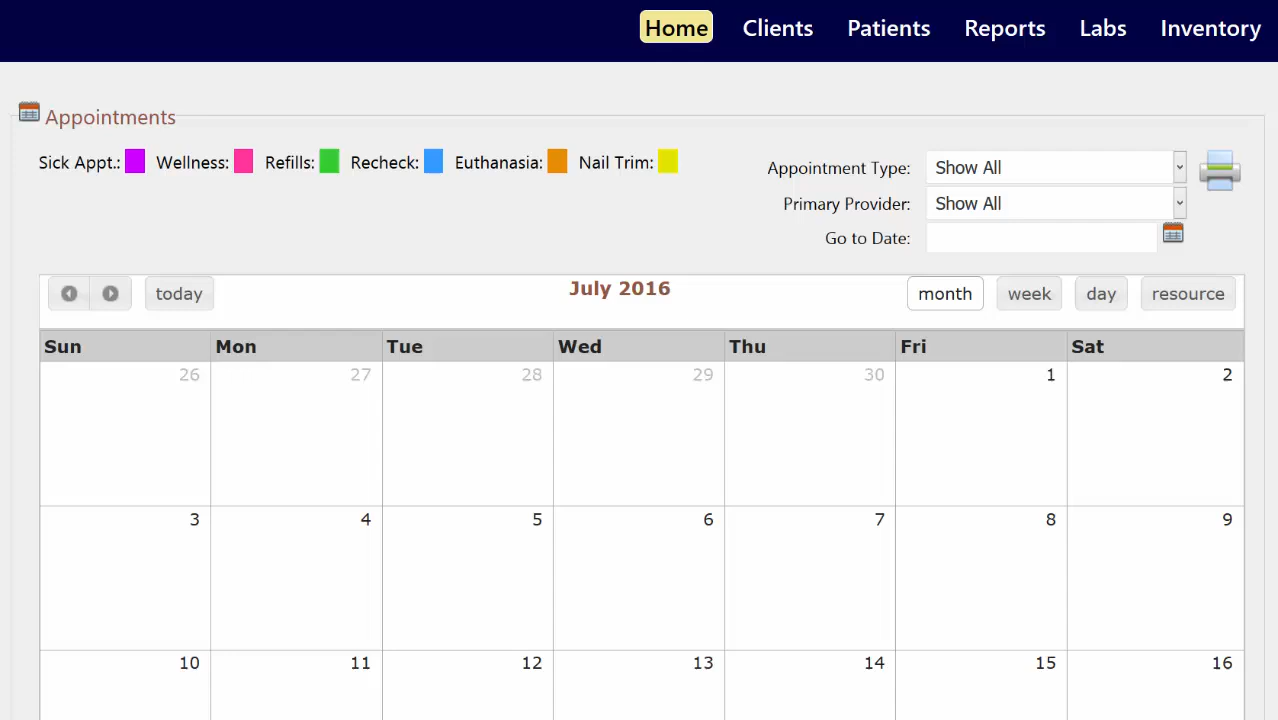 Home Clients Patients Reports Labs Inventory
Appointments
Sick Appt.: Wellness: Refills: Recheck: Euthanasia: Nail Trim:
Appointment Type: Show All
Primary Provider: Show All
Go to Date:
today July 2016 month week day resource
Sun Mon Tue Wed Thu Fri Sat
26 27 28 29 30 1 2
3 4 5 6 7 8 9
10 11 12 13 14 15 16